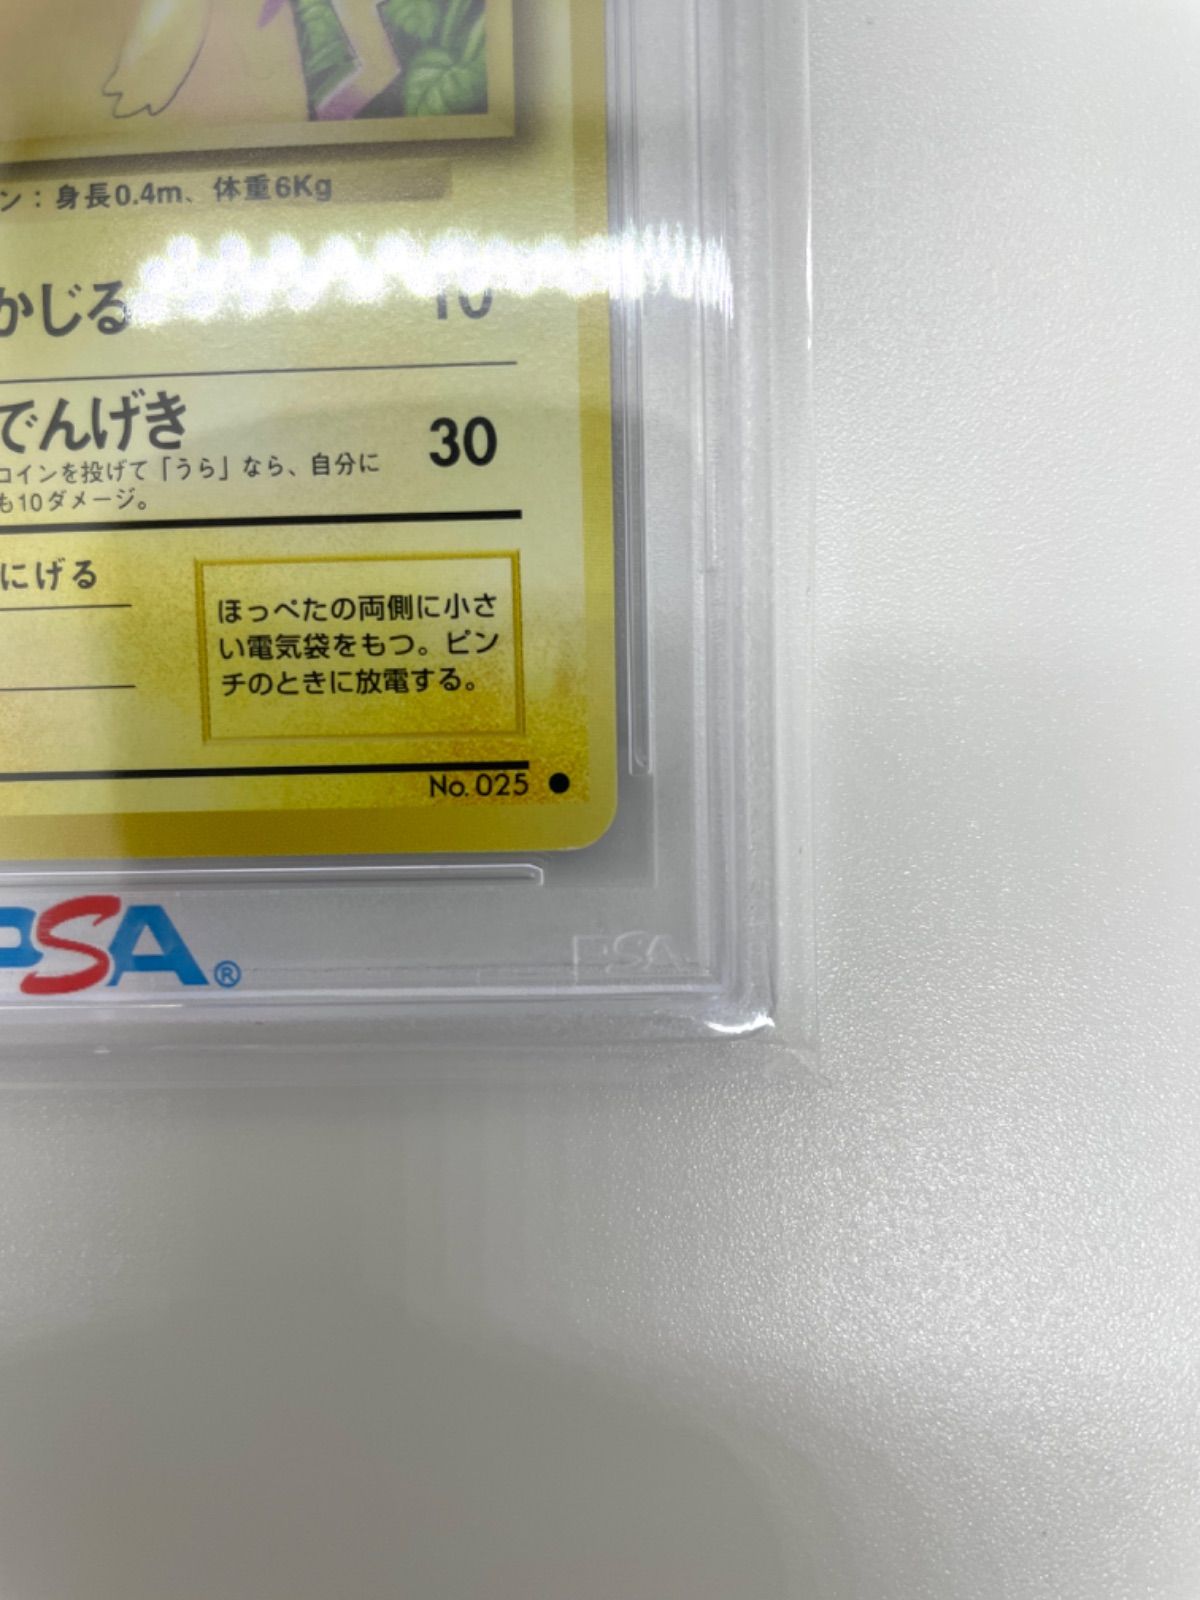 ン：身長0.4m、体重6Kg
かじる 10
でんげき 30
コインを投げて「うら」なら、自分に
も10ダメージ。
にげる
ほっぺたの両側に小さ
い電気袋をもつ。ピン
チのときに放電する。
No. 025 ●
PSA®
PSA